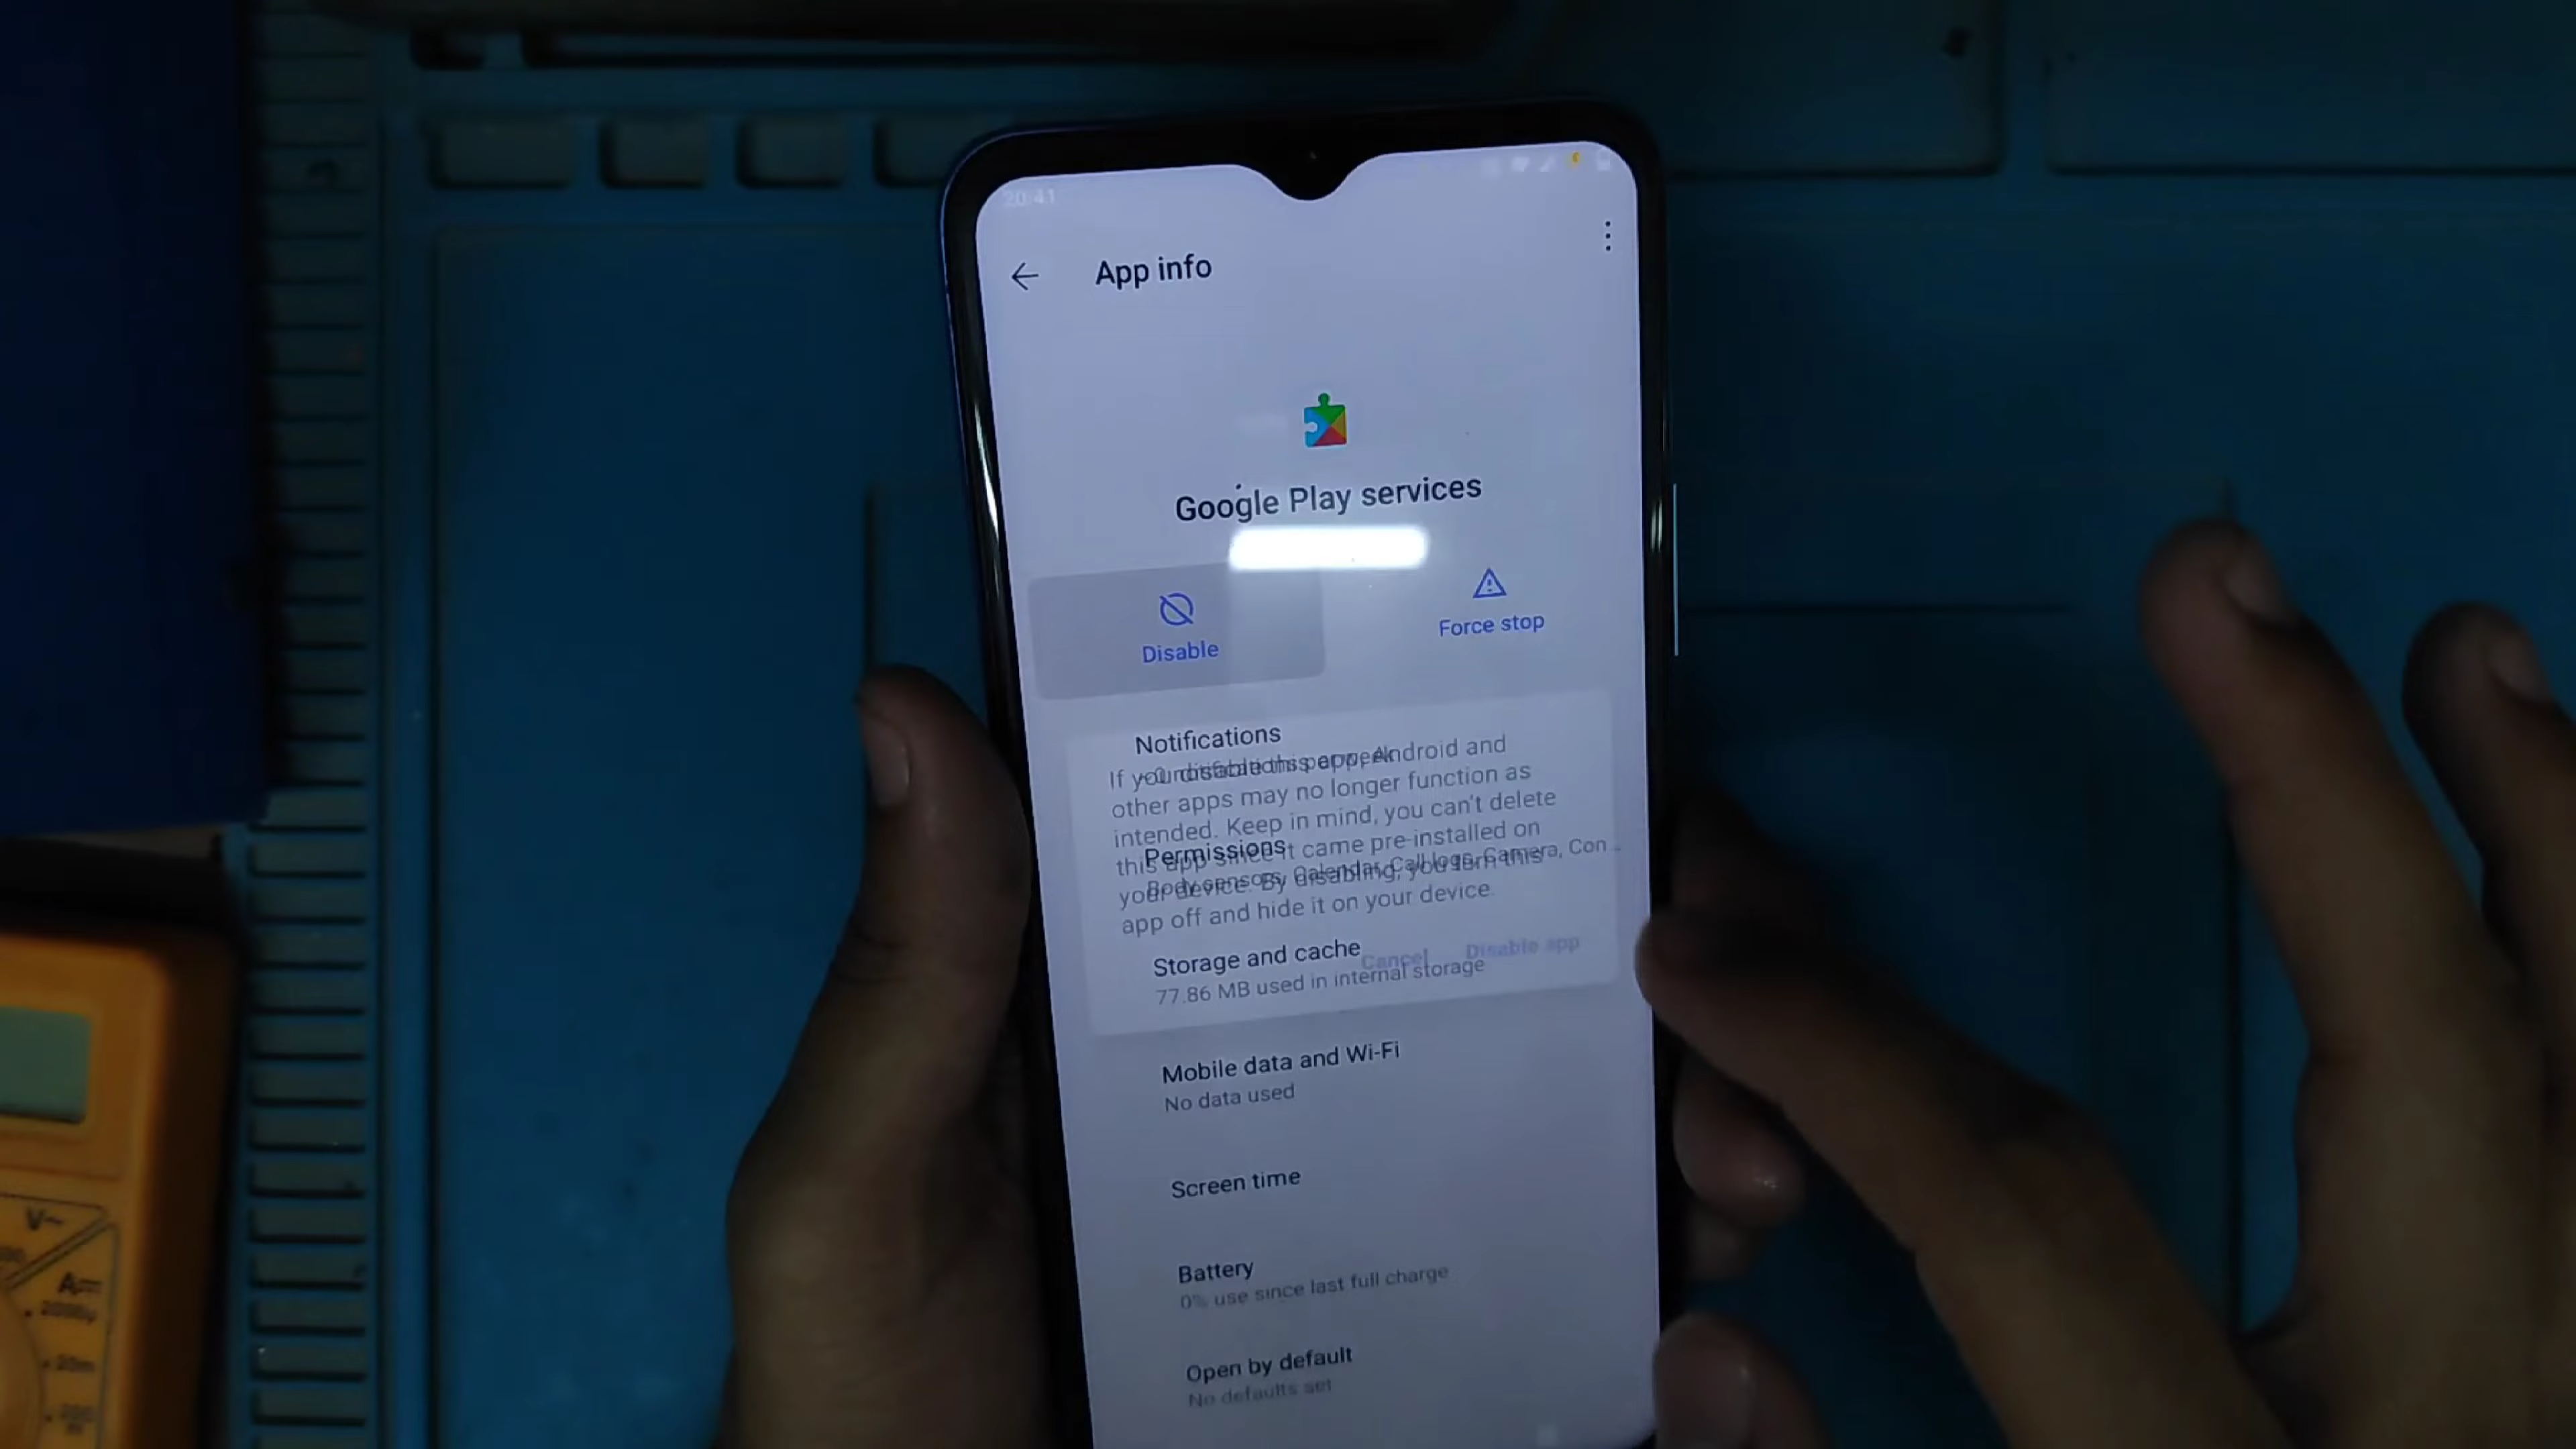 20:41
App info
Google Play services
Disable
Force stop
Notifications
If you disable this app, Android and
other apps may no longer function as
intended. Keep in mind, you can't delete
this app since it came pre-installed on
your device. By disabling, you turn this
app off and hide it on your device.
Cancel Disable app
Permissions
Body sensors, Calendar, Call logs, Camera, Con...
Storage and cache
77.86 MB used in internal storage
Mobile data and Wi-Fi
No data used
Screen time
Battery
0% use since last full charge
Open by default
No defaults set
V~
A
2000μ
20m